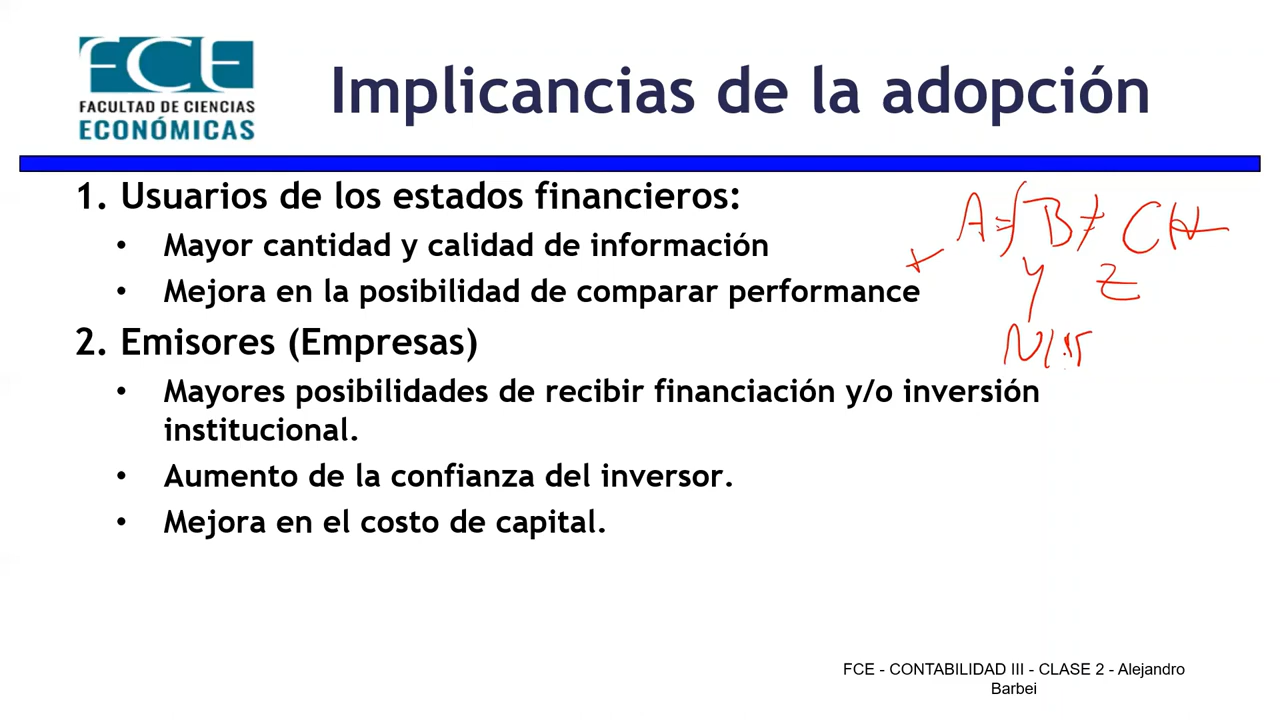 FCE
FACULTAD DE CIENCIAS
ECONÓMICAS
Implicancias de la adopción
1. Usuarios de los estados financieros:
• Mayor cantidad y calidad de información
• Mejora en la posibilidad de comparar performance
2. Emisores (Empresas)
• Mayores posibilidades de recibir financiación y/o inversión
institucional.
• Aumento de la confianza del inversor.
• Mejora en el costo de capital.
A B ≠ C
Y Z
FCE - CONTABILIDAD III - CLASE 2 - Alejandro
Barbei